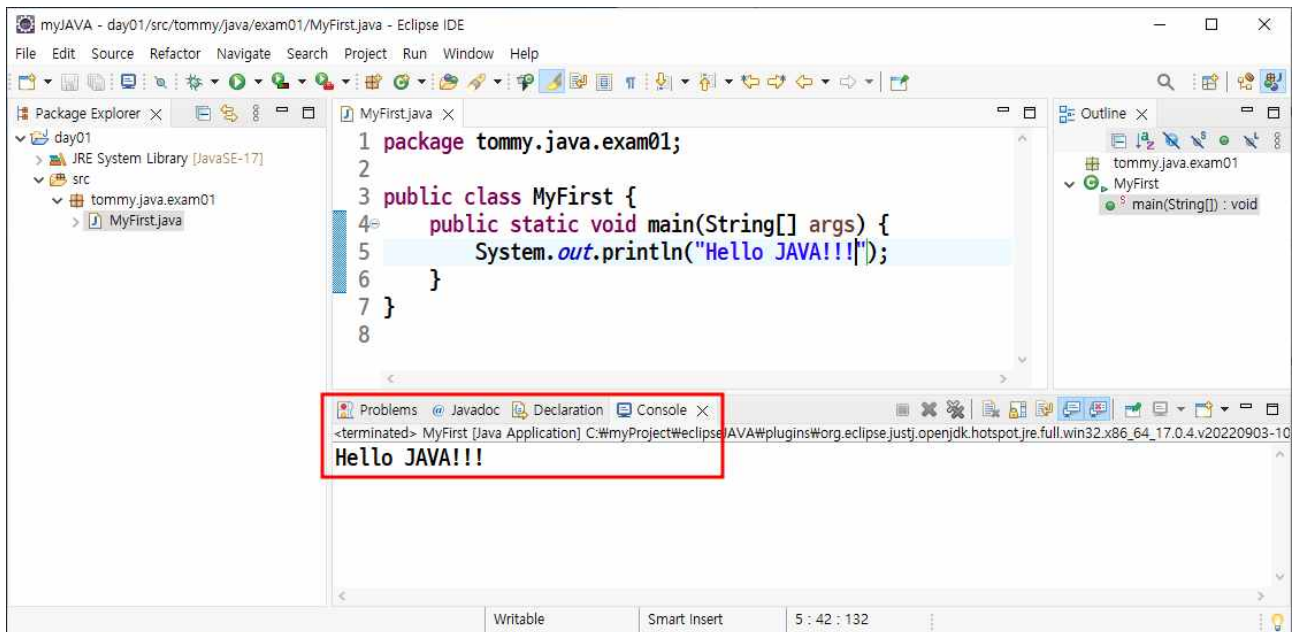 myJAVA - day01/src/tommy/java/exam01/MyFirst.java - Eclipse IDE
File Edit Source Refactor Navigate Search Project Run Window Help
Package Explorer
day01
JRE System Library [JavaSE-17]
src
tommy.java.exam01
MyFirst.java
MyFirst.java
1 package tommy.java.exam01;
2
3 public class MyFirst {
4 public static void main(String[] args) {
5 System.out.println("Hello JAVA!!!");
6 }
7 }
8
Outline
tommy.java.exam01
MyFirst
main(String[]) : void
Problems @ Javadoc Declaration Console
<terminated> MyFirst [Java Application] C:₩myProject₩eclipseJAVA₩plugins₩org.eclipse.justj.openjdk.hotspot.jre.full.win32.x86_64_17.0.4.v20220903-10
Hello JAVA!!!
Writable Smart Insert 5 : 42 : 132